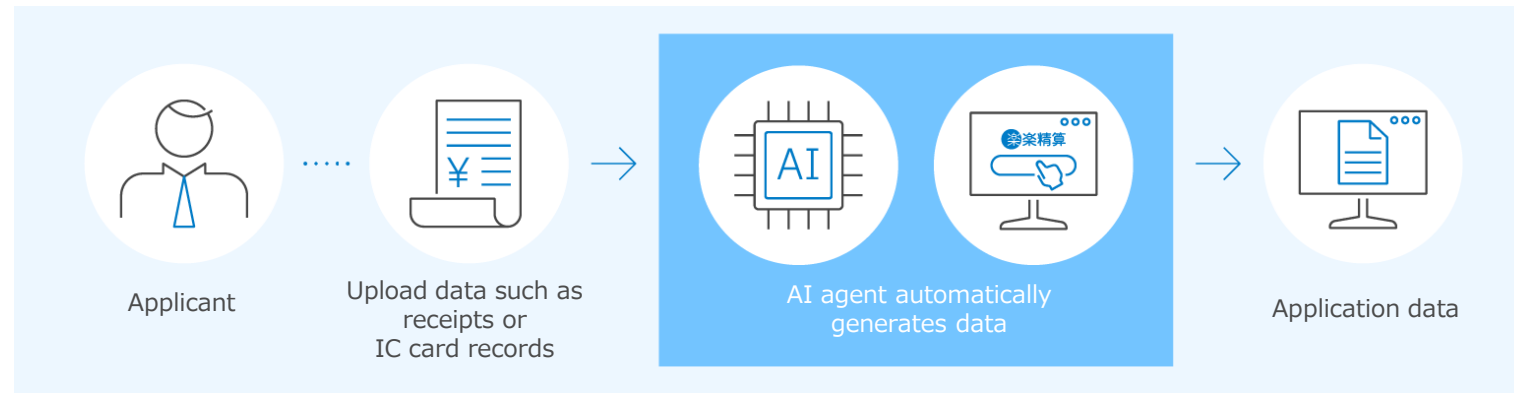 Applicant
Upload data such as
receipts or
IC card records
¥
AI
楽楽精算
AI agent automatically
generates data
Application data